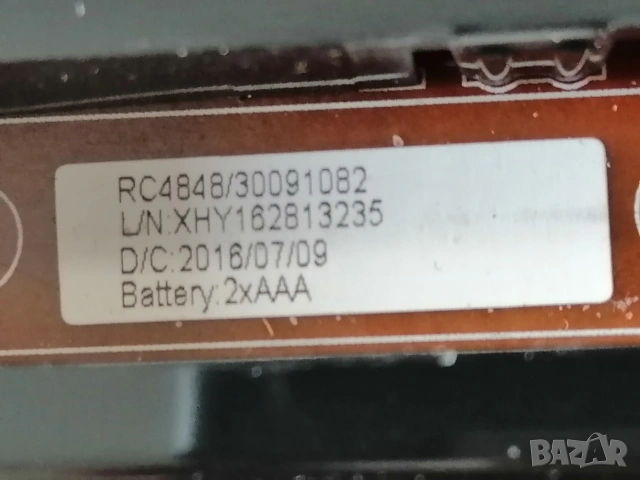 RC4848/30091082
L/N:XHY162813235
D/C:2016/07/09
Battery:2xAAA
BAZAR